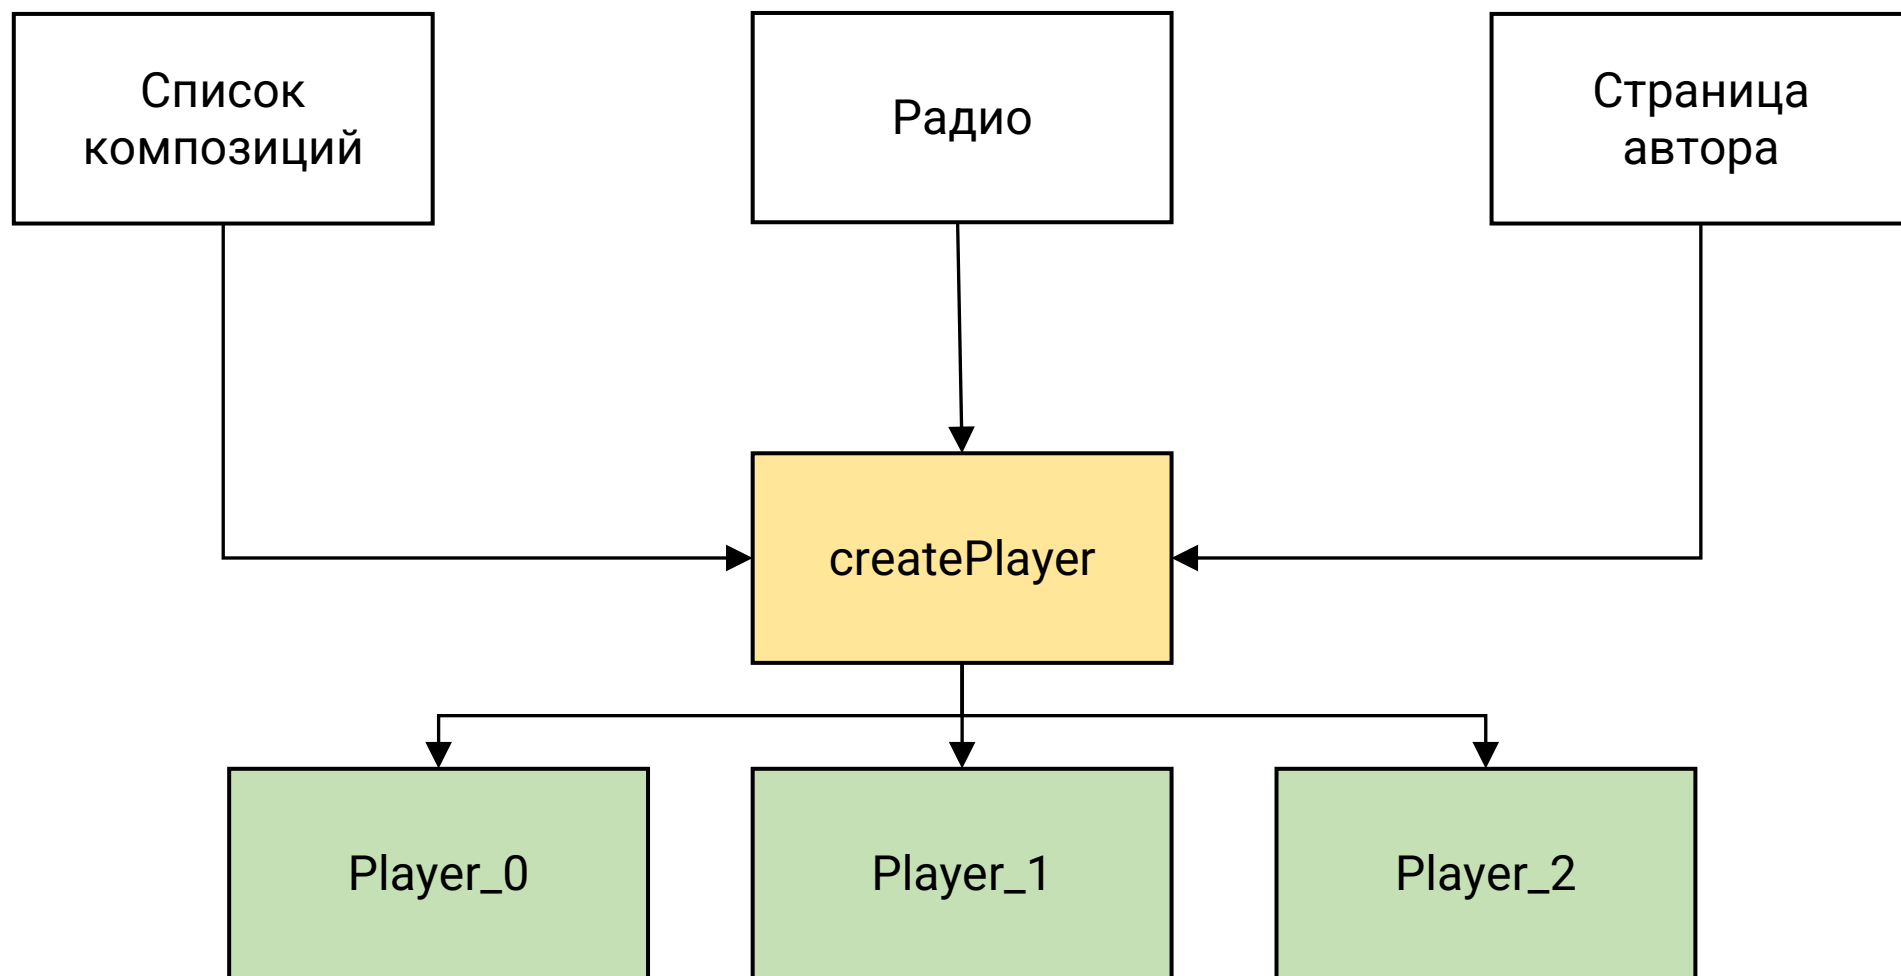 Список
композиций
Радио
Страница
автора
createPlayer
Player_0
Player_1
Player_2